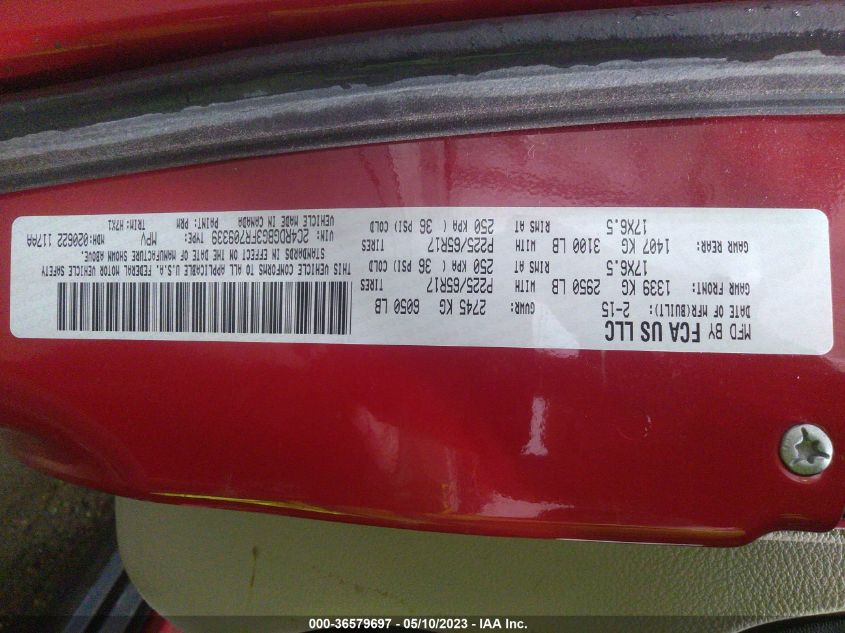 MFD BY FCA US LLC
DATE OF MFR(BUILT): 2-15 GVWR: 2745 KG 6050 LB
GAWR FRONT: 1339 KG 2950 LB WITH P225/65R17 TIRES
17X6.5 RIMS AT 250 KPA ( 36 PSI) COLD
GAWR REAR: 1407 KG 3100 LB WITH P225/65R17 TIRES
17X6.5 RIMS AT 250 KPA ( 36 PSI) COLD
THIS VEHICLE CONFORMS TO ALL APPLICABLE U.S.A. FEDERAL MOTOR VEHICLE SAFETY
STANDARDS IN EFFECT ON THE DATE OF MANUFACTURE SHOWN ABOVE.
VIN: 2C4RDGBG3FR709339 TYPE: MPV MDH:020622 117AA
VEHICLE MADE IN CANADA PAINT: PRM TRIM: H7X1
000-36579697 - 05/10/2023 - IAA Inc.